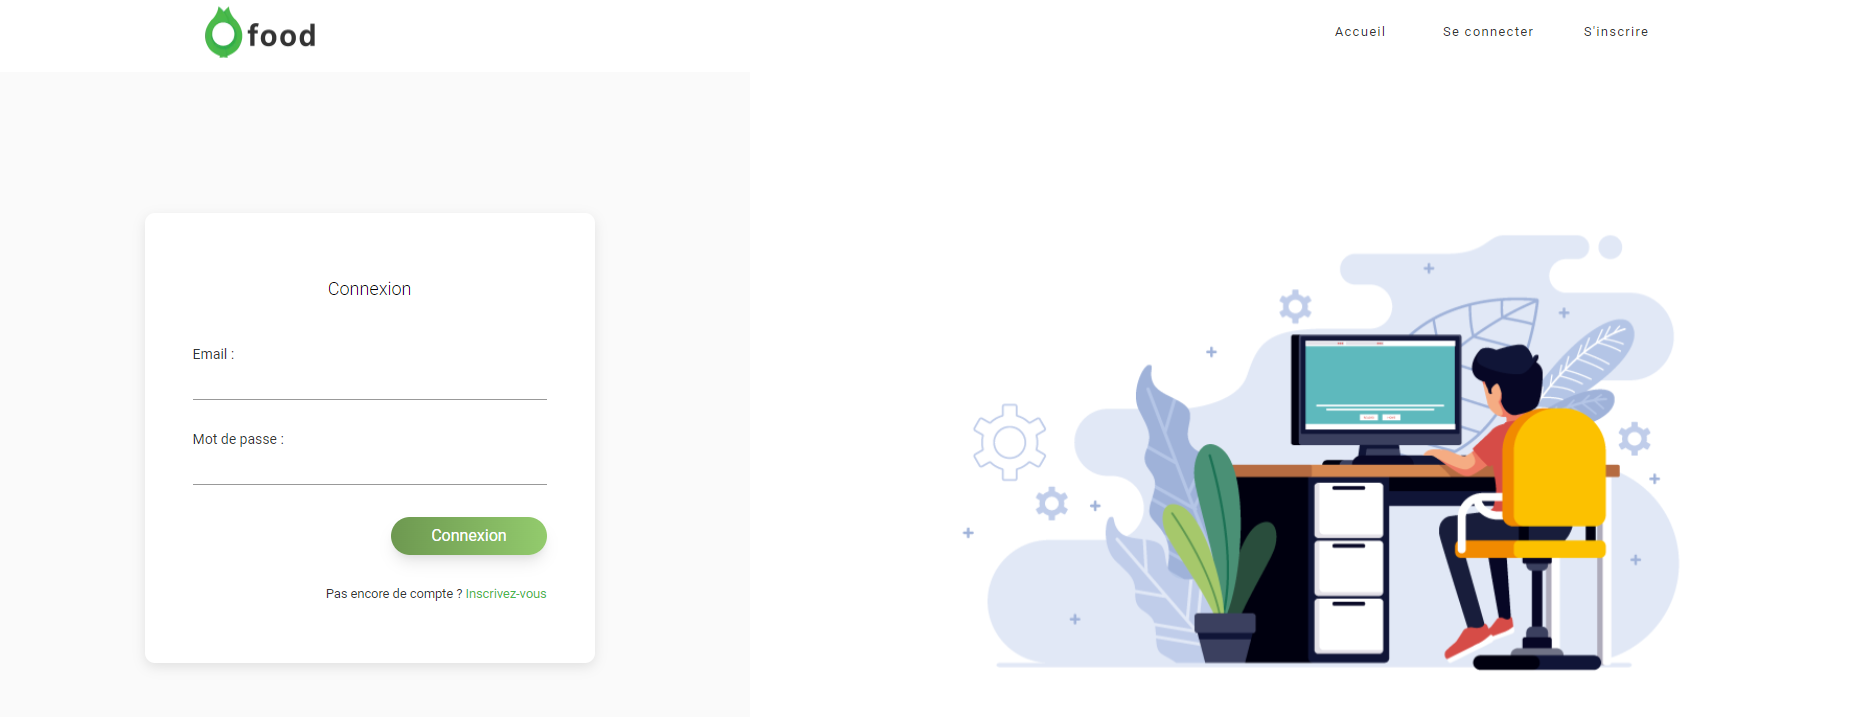 food
Accueil
Se connecter
S'inscrire
Connexion
Email :
Mot de passe :
Connexion
Pas encore de compte ? Inscrivez-vous